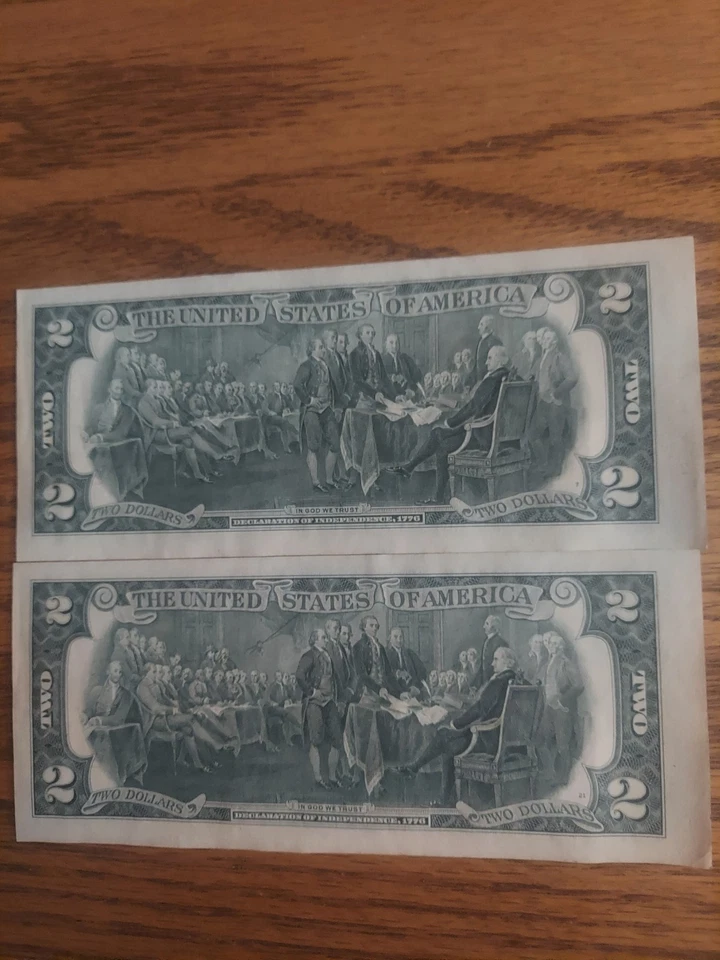 2 THE UNITED STATES OF AMERICA 2
TWO TWO
2 TWO DOLLARS IN GOD WE TRUST TWO DOLLARS 2
DECLARATION OF INDEPENDENCE, 1776
2 THE UNITED STATES OF AMERICA 2
TWO TWO
2 TWO DOLLARS IN GOD WE TRUST TWO DOLLARS 2
DECLARATION OF INDEPENDENCE, 1776